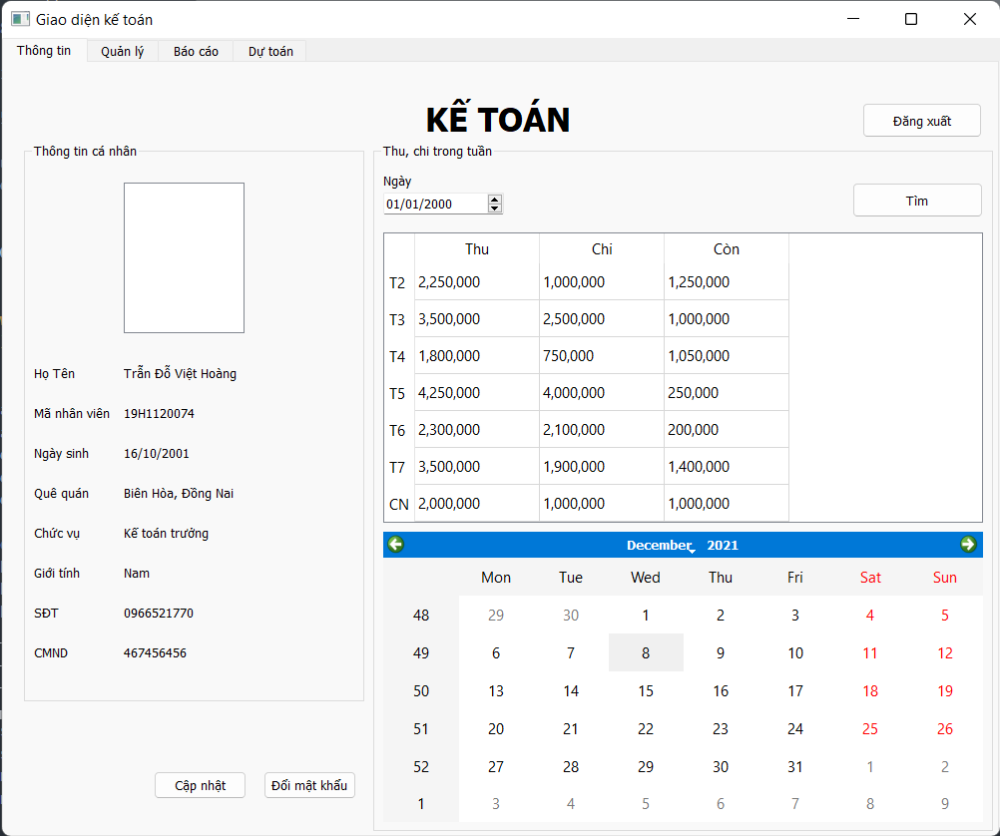 Giao diện kế toán
Thông tin Quản lý Báo cáo Dự toán
KẾ TOÁN
Đăng xuất
Thông tin cá nhân
Họ Tên Trẫn Đỗ Việt Hoàng
Mã nhân viên 19H1120074
Ngày sinh 16/10/2001
Quê quán Biên Hòa, Đồng Nai
Chức vụ Kế toán trưởng
Giới tính Nam
SĐT 0966521770
CMND 467456456
Cập nhật Đổi mật khẩu
Thu, chi trong tuần
Ngày
01/01/2000 Tìm
Thu Chi Còn
T2 2,250,000 1,000,000 1,250,000
T3 3,500,000 2,500,000 1,000,000
T4 1,800,000 750,000 1,050,000
T5 4,250,000 4,000,000 250,000
T6 2,300,000 2,100,000 200,000
T7 3,500,000 1,900,000 1,400,000
CN 2,000,000 1,000,000 1,000,000
December 2021
Mon Tue Wed Thu Fri Sat Sun
48 29 30 1 2 3 4 5
49 6 7 8 9 10 11 12
50 13 14 15 16 17 18 19
51 20 21 22 23 24 25 26
52 27 28 29 30 31 1 2
1 3 4 5 6 7 8 9